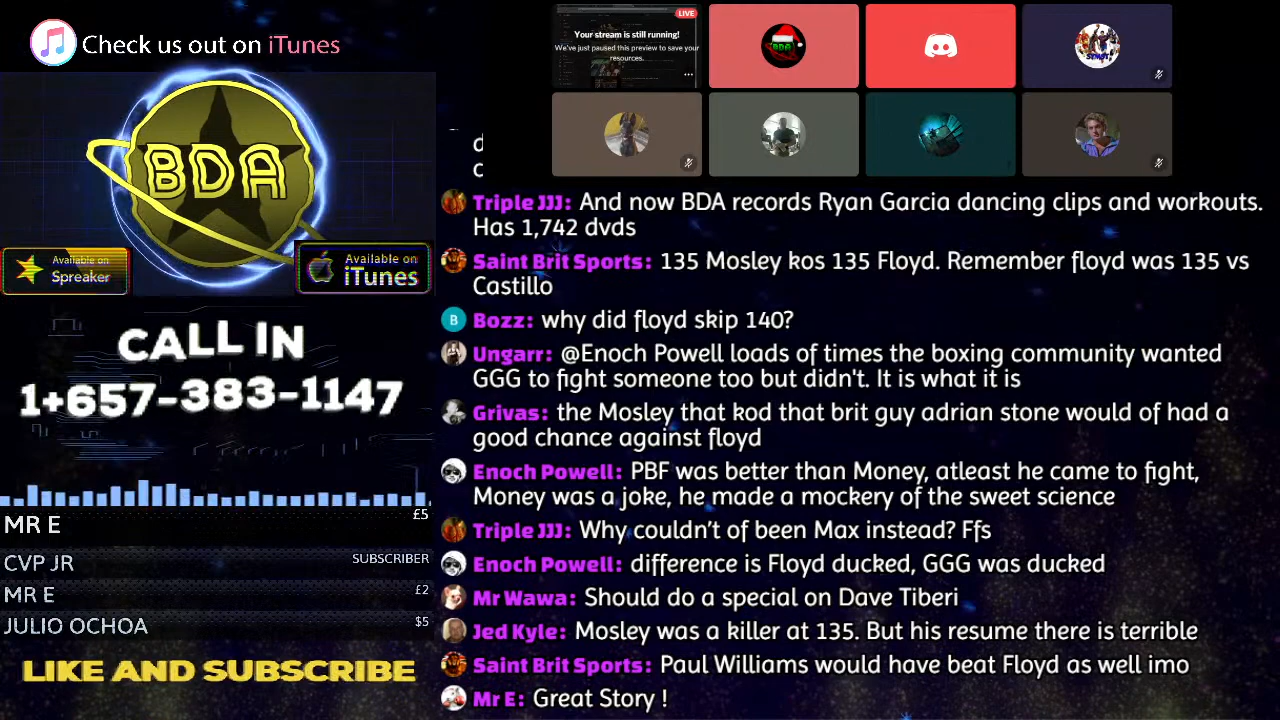 Check us out on iTunes
BDA
Available on
Spreaker
Available on
iTunes
CALL IN
1+657-383-1147
MR E £5
CVP JR SUBSCRIBER
MR E £2
JULIO OCHOA $5
LIKE AND SUBSCRIBE
LIVE
Your stream is still running!
We've just paused this preview to save your
resources.
BDA
Triple JJJ: And now BDA records Ryan Garcia dancing clips and workouts.
Has 1,742 dvds
Saint Brit Sports: 135 Mosley kos 135 Floyd. Remember floyd was 135 vs
Castillo
B Bozz: why did floyd skip 140?
Ungarr: @Enoch Powell loads of times the boxing community wanted
GGG to fight someone too but didn't. It is what it is
Grivas: the Mosley that kod that brit guy adrian stone would of had a
good chance against floyd
Enoch Powell: PBF was better than Money, atleast he came to fight,
Money was a joke, he made a mockery of the sweet science
Triple JJJ: Why couldn't of been Max instead? Ffs
Enoch Powell: difference is Floyd ducked, GGG was ducked
Mr Wawa: Should do a special on Dave Tiberi
Jed Kyle: Mosley was a killer at 135. But his resume there is terrible
Saint Brit Sports: Paul Williams would have beat Floyd as well imo
Mr E: Great Story !